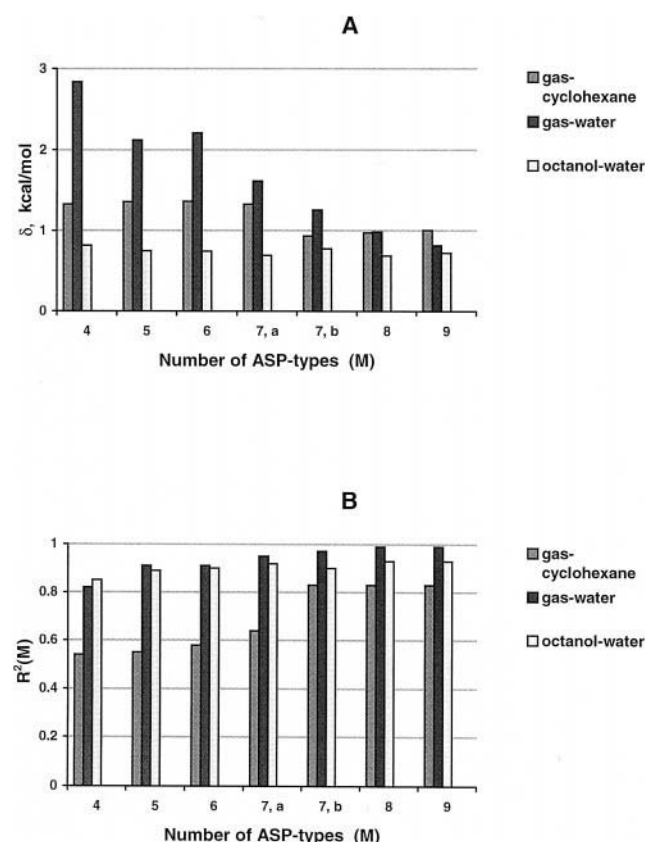 A
3
2
1
0
δ, kcal/mol
4 5 6 7, a 7, b 8 9
Number of ASP-types (M)
gas-
cyclohexane
gas-water
octanol-water
B
1
0.8
0.6
0.4
0.2
0
R²(M)
4 5 6 7, a 7, b 8 9
Number of ASP-types (M)
gas-
cyclohexane
gas-water
octanol-water